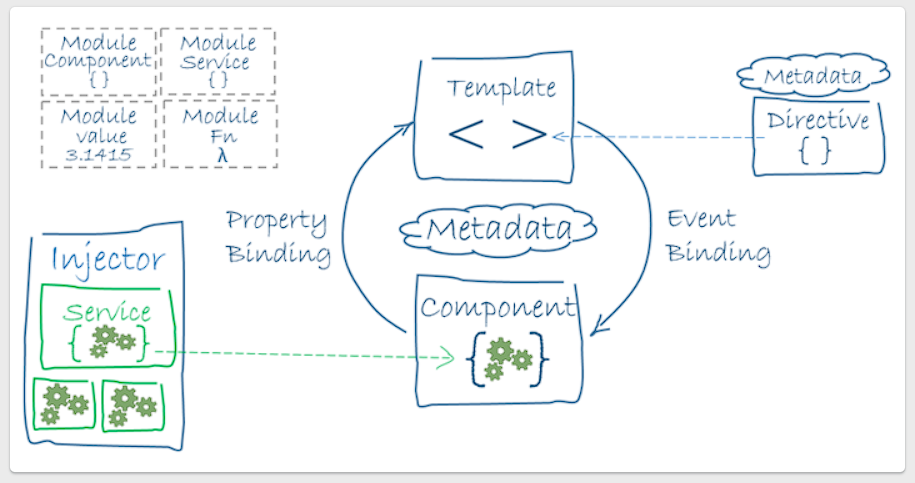 Module
Component
{ }
Module
Service
{ }
Module
value
3.1415
Module
Fn
λ
Template
< >
Metadata
Directive
{ }
Property
Binding
Metadata
Event
Binding
Injector
Service
{ }
Component
{ }